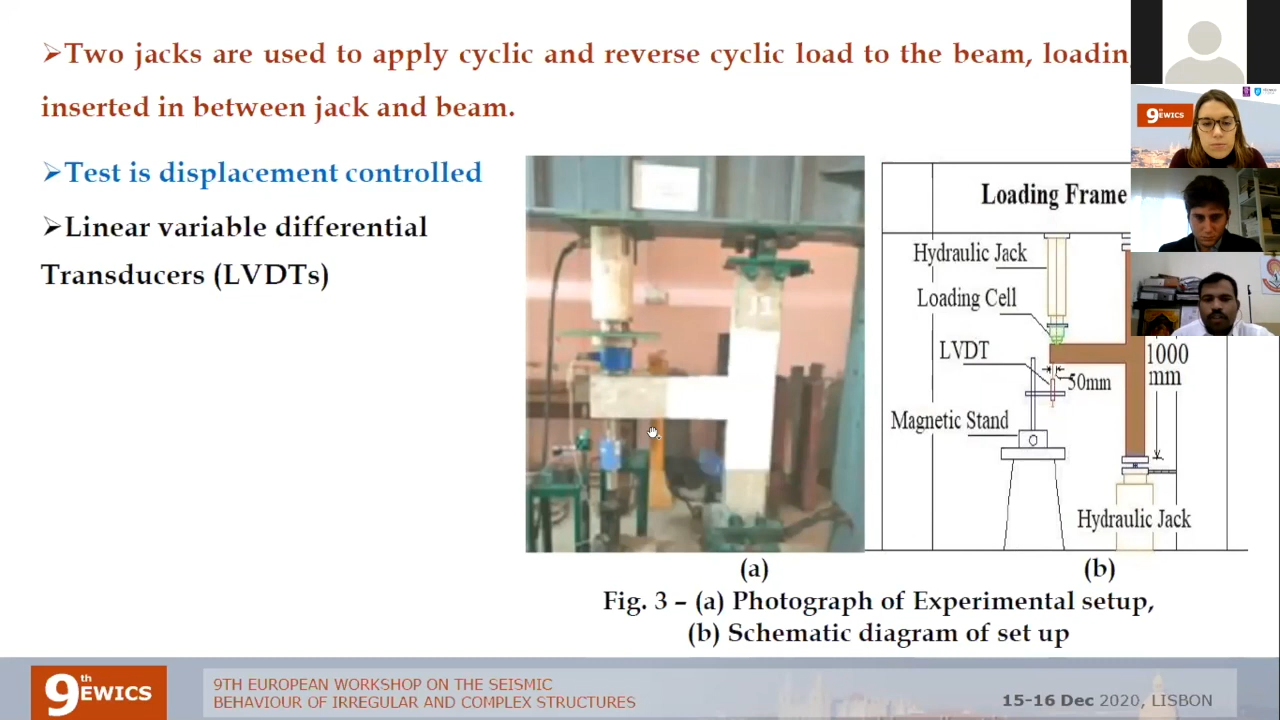 ➢Two jacks are used to apply cyclic and reverse cyclic load to the beam,
inserted in between jack and beam.
➢Test is displacement controlled
➢Linear variable differential
Transducers (LVDTs)
J1
Loading Frame
Hydraulic Jack
Loading Cell
LVDT
50mm
1000
mm
Magnetic Stand
Hydraulic Jack
(a)
(b)
Fig. 3 – (a) Photograph of Experimental setup,
(b) Schematic diagram of set up
9th EWICS
9th
EWICS
9TH EUROPEAN WORKSHOP ON THE SEISMIC
BEHAVIOUR OF IRREGULAR AND COMPLEX STRUCTURES
15-16 Dec 2020, LISBON